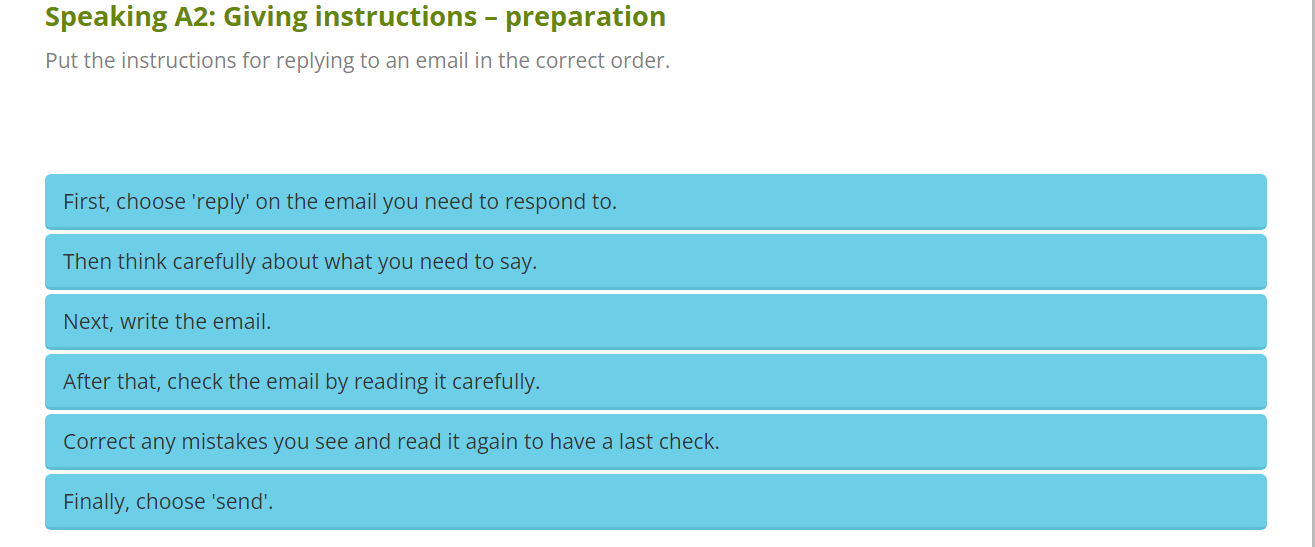 Speaking A2: Giving instructions – preparation
Put the instructions for replying to an email in the correct order.
First, choose 'reply' on the email you need to respond to.
Then think carefully about what you need to say.
Next, write the email.
After that, check the email by reading it carefully.
Correct any mistakes you see and read it again to have a last check.
Finally, choose 'send'.